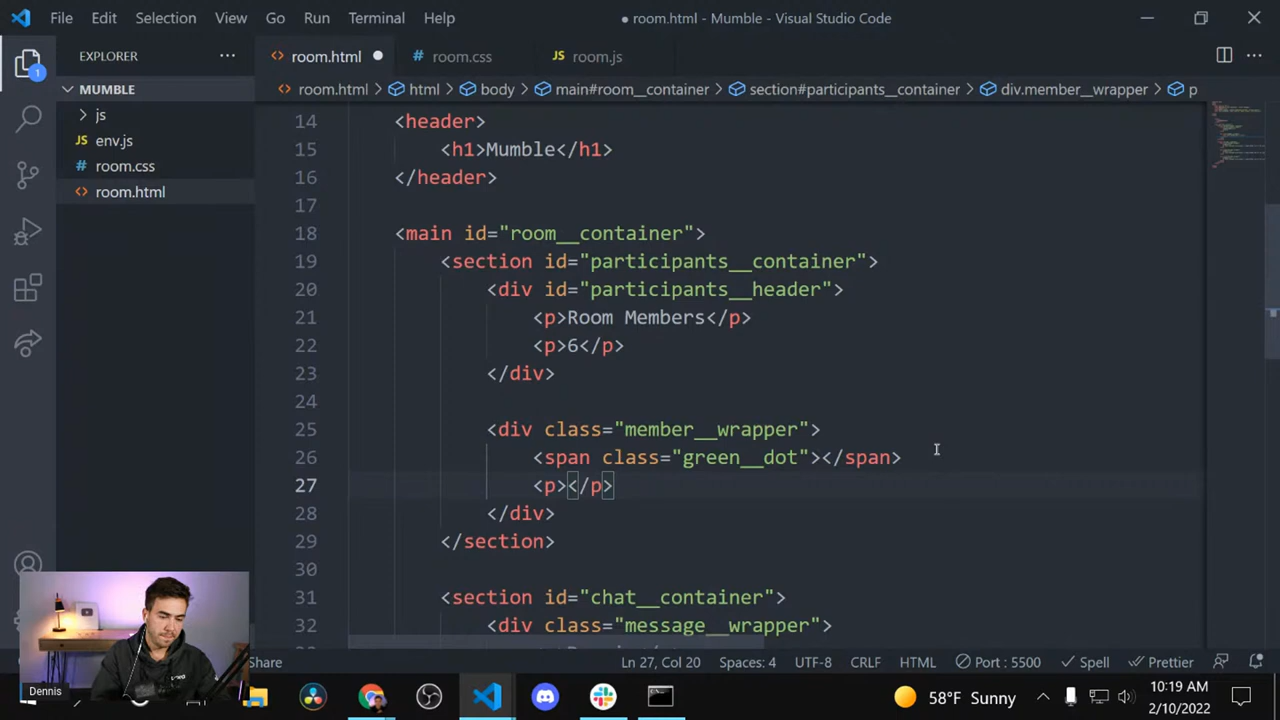 File Edit Selection View Go Run Terminal Help
● room.html - Mumble - Visual Studio Code
EXPLORER
MUMBLE
js
JS env.js
# room.css
<> room.html
1
<> room.html ●
# room.css
JS room.js
<> room.html > html > body > main#room__container > section#participants__container > div.member__wrapper > p
14 <header>
15 <h1>Mumble</h1>
16 </header>
17
18 <main id="room__container">
19 <section id="participants__container">
20 <div id="participants__header">
21 <p>Room Members</p>
22 <p>6</p>
23 </div>
24
25 <div class="member__wrapper">
26 <span class="green__dot"></span>
27 <p></p>
28 </div>
29 </section>
30
31 <section id="chat__container">
32 <div class="message__wrapper">
Share
Ln 27, Col 20 Spaces: 4 UTF-8 CRLF HTML Port : 5500 Spell Prettier
Dennis
58°F Sunny
10:19 AM
2/10/2022